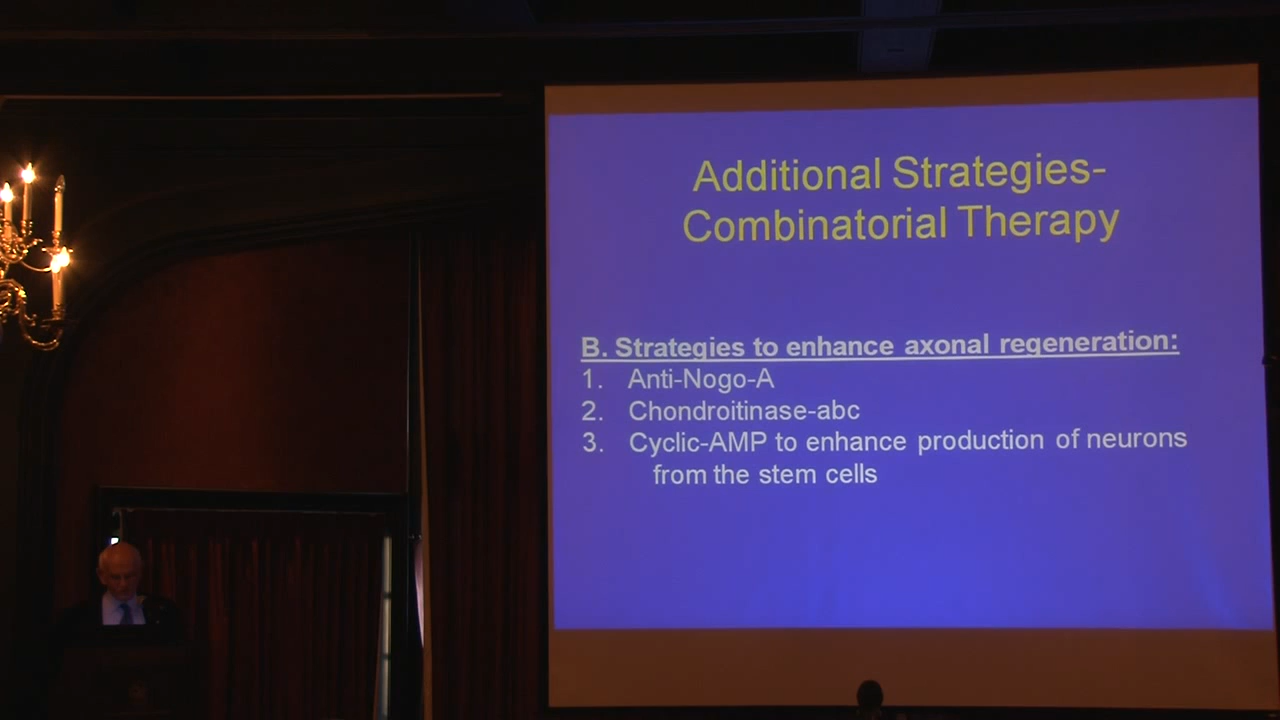 Additional Strategies-
Combinatorial Therapy
B. Strategies to enhance axonal regeneration:
1. Anti-Nogo-A
2. Chondroitinase-abc
3. Cyclic-AMP to enhance production of neurons
from the stem cells